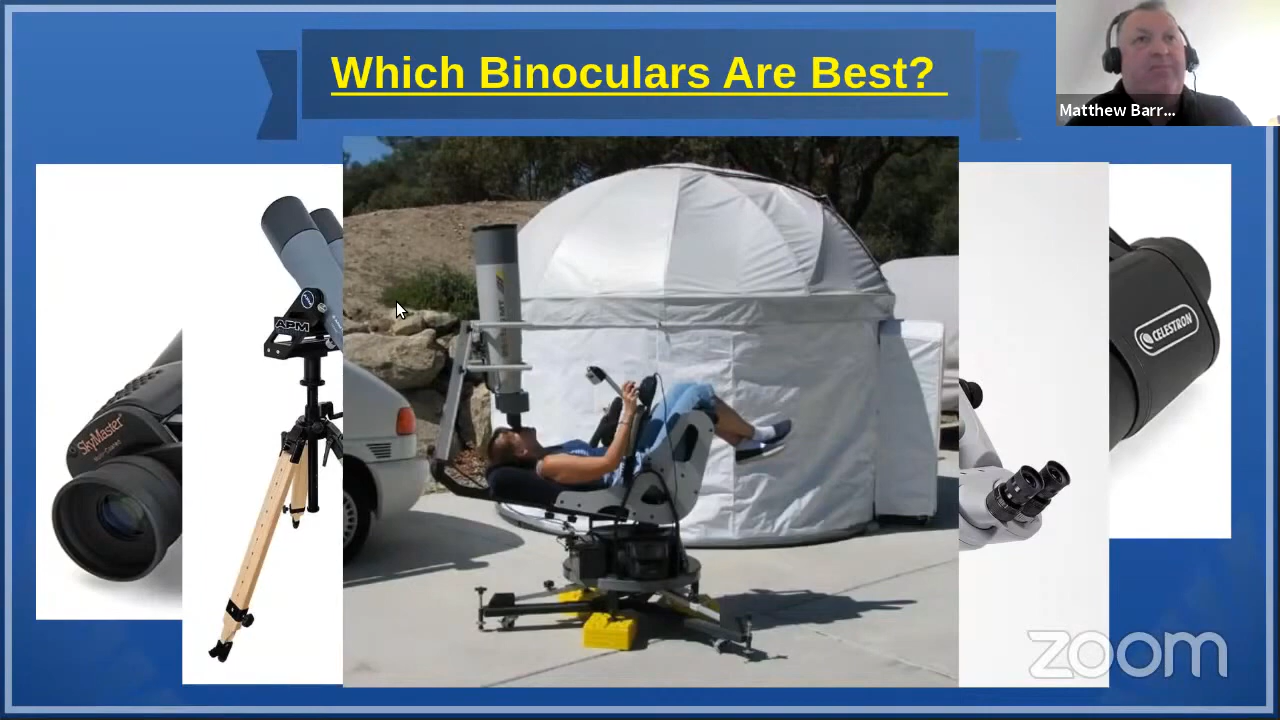 Which Binoculars Are Best?
Matthew Barr...
SkyMaster
APM
CELESTRON
zoom